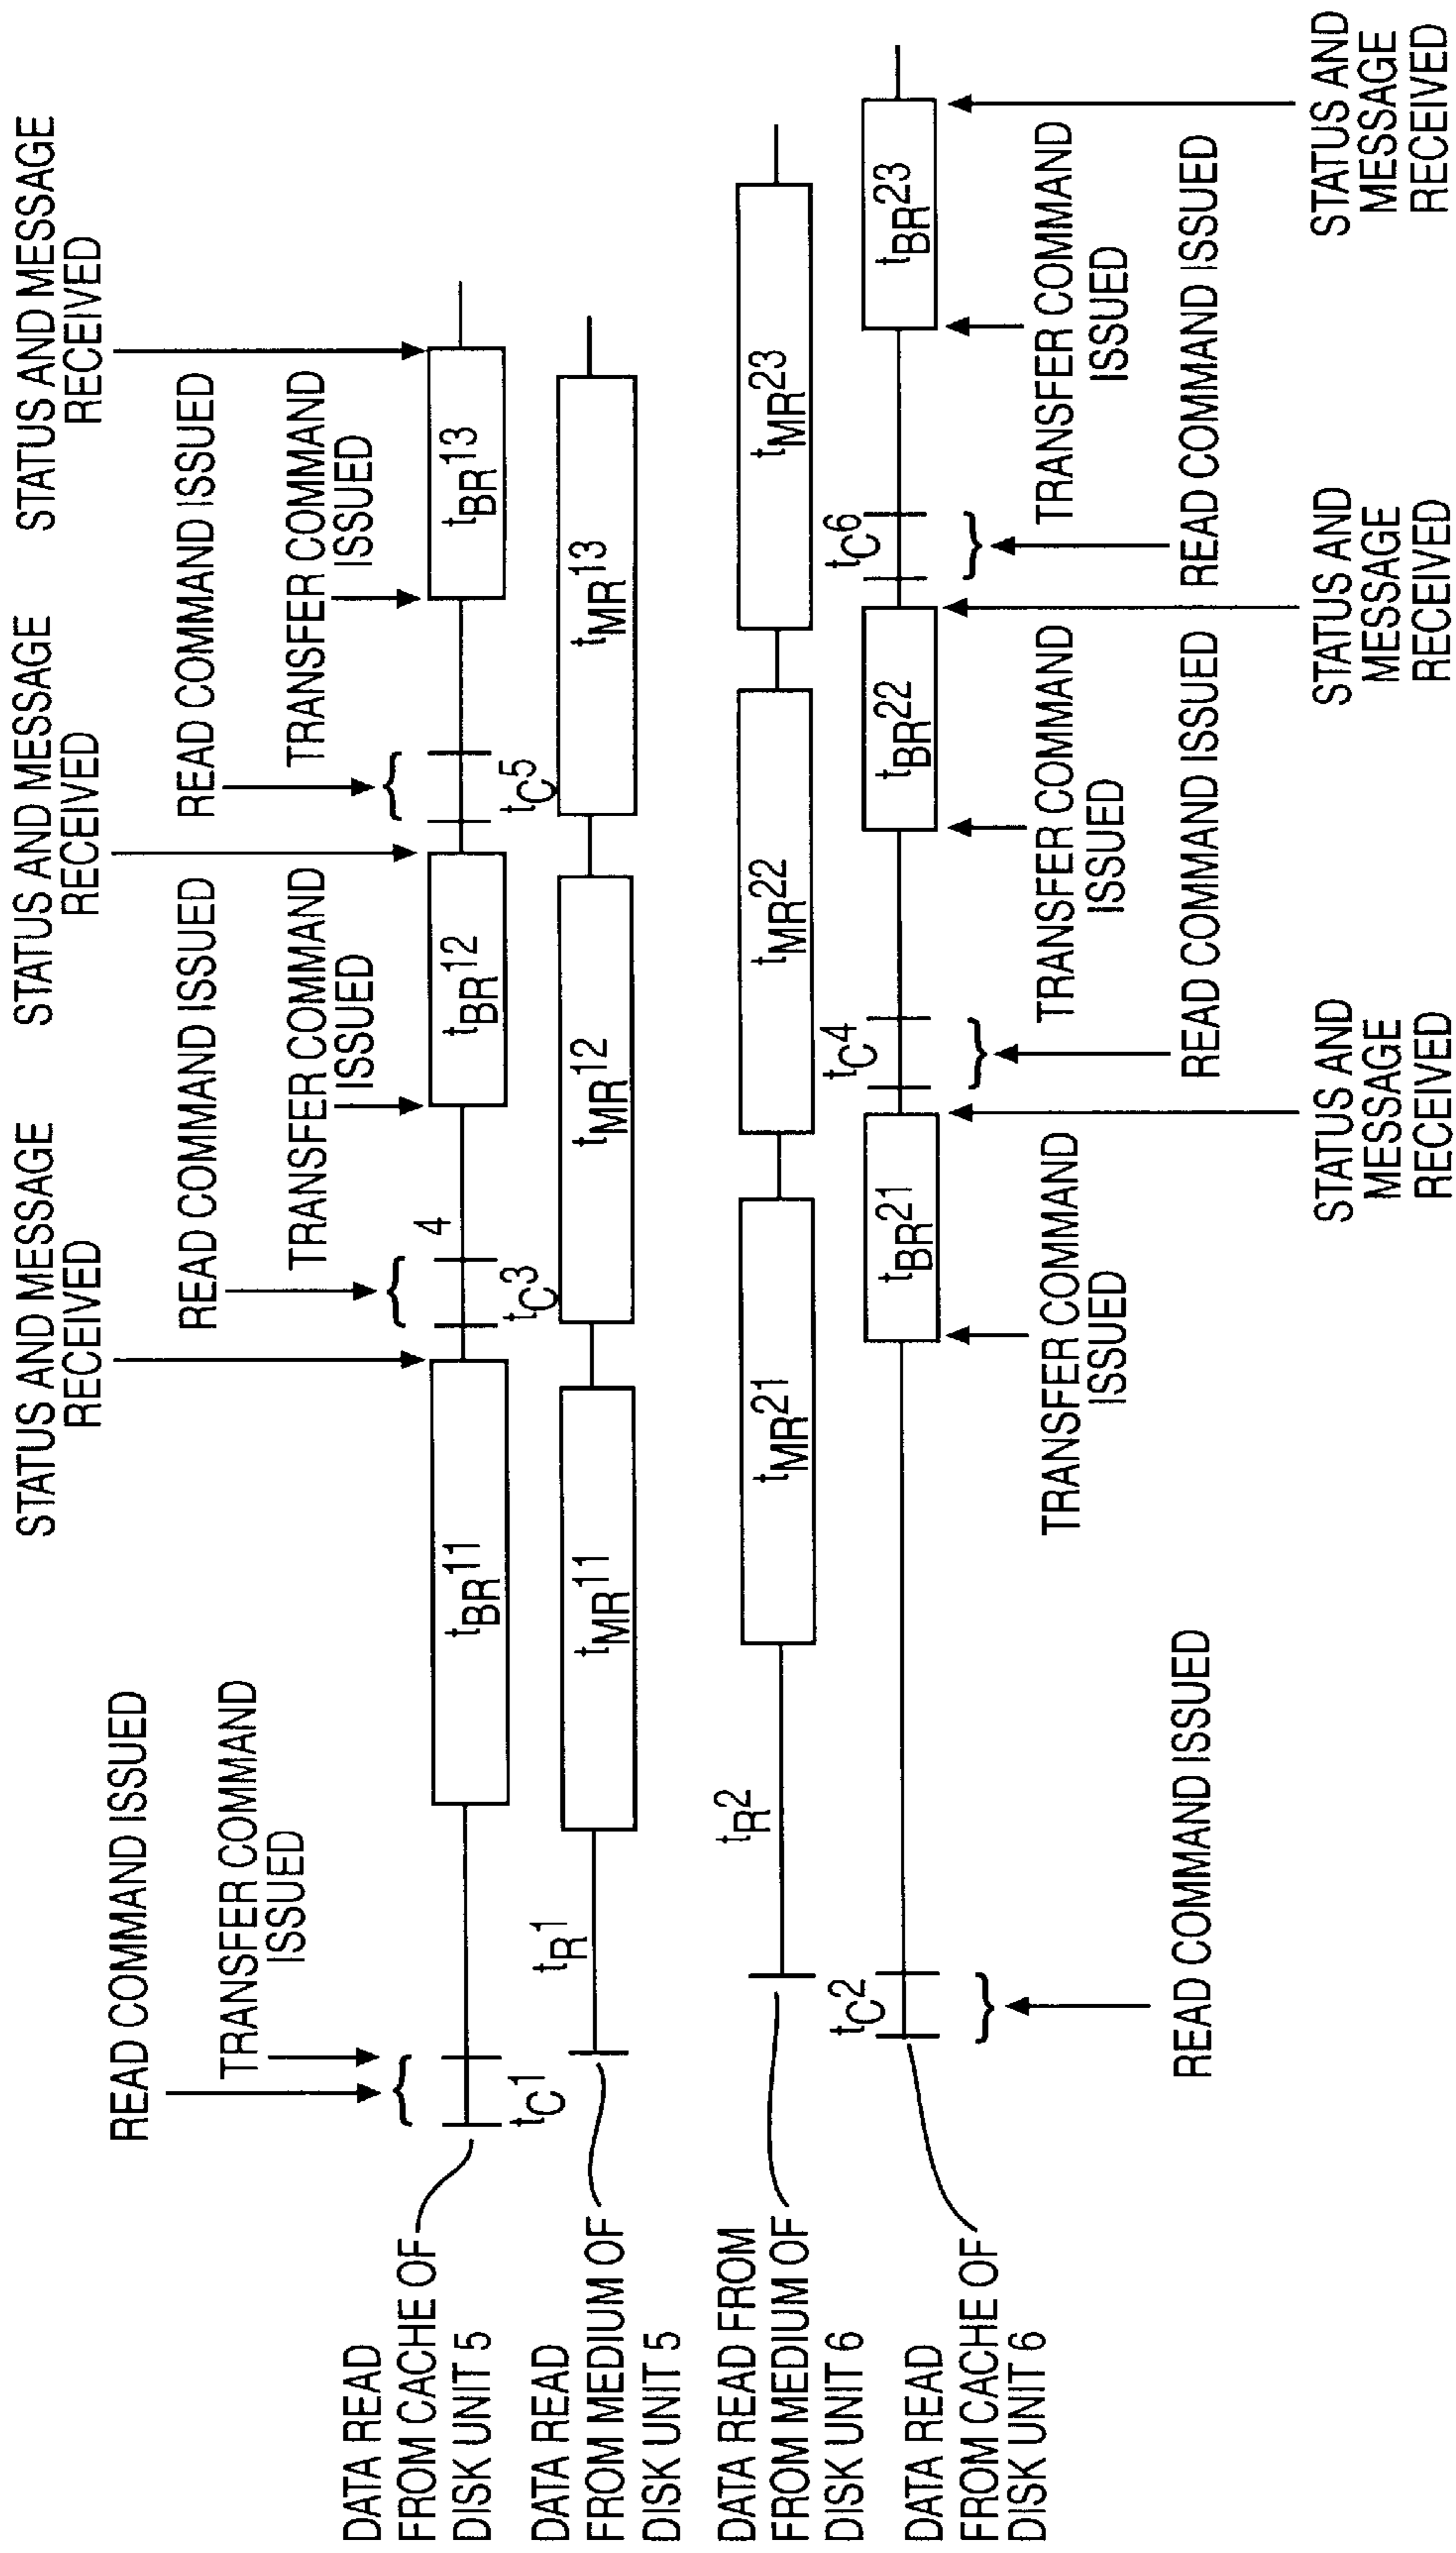 STATUS AND MESSAGE
RECEIVED
STATUS AND MESSAGE
RECEIVED
STATUS AND MESSAGE
RECEIVED
READ COMMAND ISSUED
READ COMMAND ISSUED
READ COMMAND ISSUED
TRANSFER COMMAND
ISSUED
TRANSFER COMMAND
ISSUED
TRANSFER COMMAND
ISSUED
DATA READ
FROM CACHE OF
DISK UNIT 5
tC1
tBR11
tC3
4
tBR12
tC5
tBR13
DATA READ
FROM MEDIUM OF
DISK UNIT 5
tR1
tMR11
tMR12
tMR13
DATA READ FROM
FROM MEDIUM OF
DISK UNIT 6
tR2
tMR21
tMR22
tMR23
DATA READ
FROM CACHE OF
DISK UNIT 6
tC2
tBR21
tC4
tBR22
tC6
tBR23
TRANSFER COMMAND
ISSUED
TRANSFER COMMAND
ISSUED
TRANSFER COMMAND
ISSUED
READ COMMAND ISSUED
READ COMMAND ISSUED
READ COMMAND ISSUED
STATUS AND
MESSAGE
RECEIVED
STATUS AND
MESSAGE
RECEIVED
STATUS AND
MESSAGE
RECEIVED